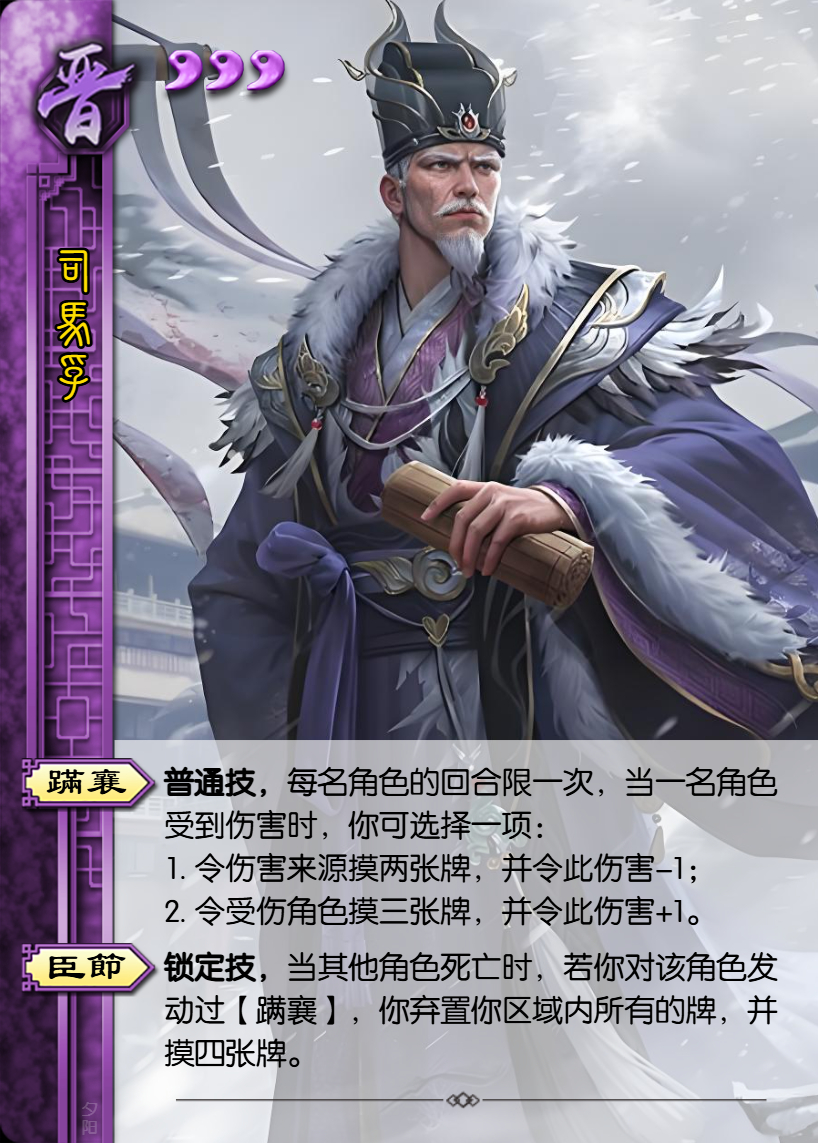 晋
司馬孚
蹣襄
普通技，每名角色的回合限一次，当一名角色
受到伤害时，你可选择一项：
1. 令伤害来源摸两张牌，并令此伤害-1；
2. 令受伤角色摸三张牌，并令此伤害+1。
臣節
锁定技，当其他角色死亡时，若你对该角色发
动过【蹒襄】，你弃置你区域内所有的牌，并
摸四张牌。
夕阳